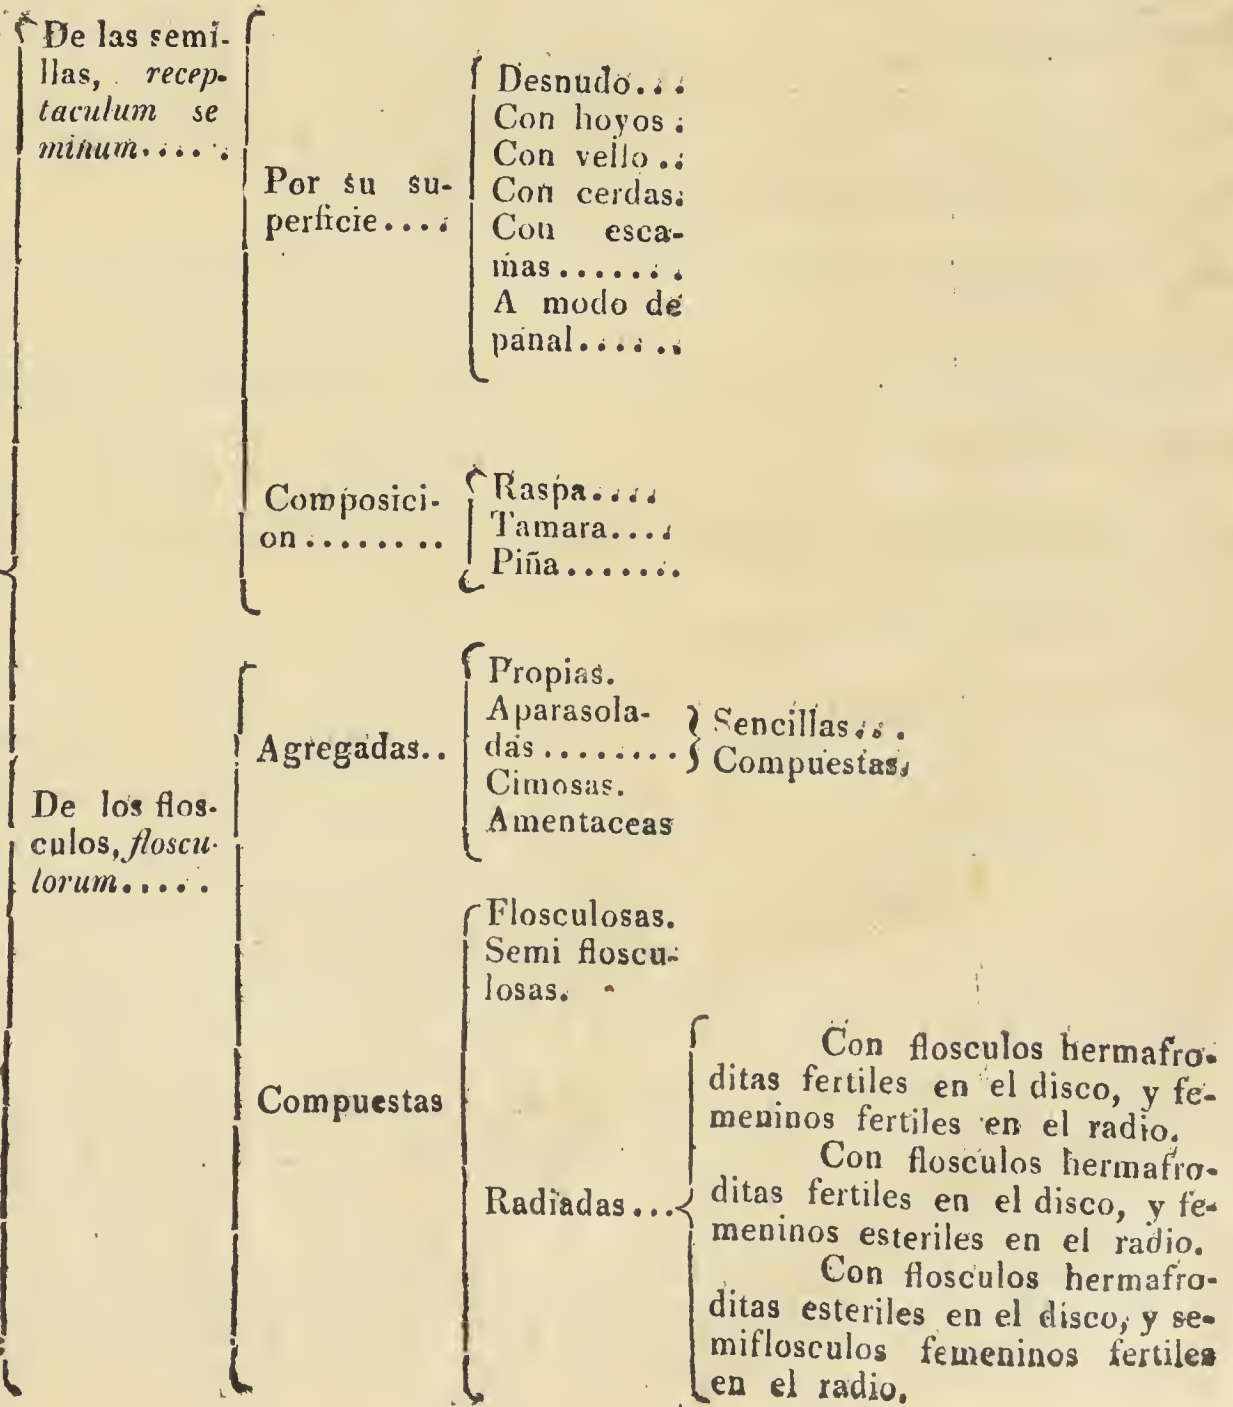 De las semi-
llas, recep-
taculum se
minum.....
Por su su-
perficie....
Desnudo...
Con hoyos.
Con vello..
Con cerdas.
Con esca-
mas.......
A modo de
panal......
Composici-
on........
Raspa....
Tamara....
Piña.......
De los flos-
culos, floscu-
lorum.....
Agregadas..
Propias.
Aparasola-
das........
Sencillas...
Compuestas.
Cimosas.
Amentaceas
Compuestas
Flosculosas.
Semi floscu-
losas.
Radiadas...
Con flosculos hermafro-
ditas fertiles en el disco, y fe-
meninos fertiles en el radio.
Con flosculos hermafro-
ditas fertiles en el disco, y fe-
meninos esteriles en el radio.
Con flosculos hermafro-
ditas esteriles en el disco, y se-
miflosculos femeninos fertiles
en el radio.